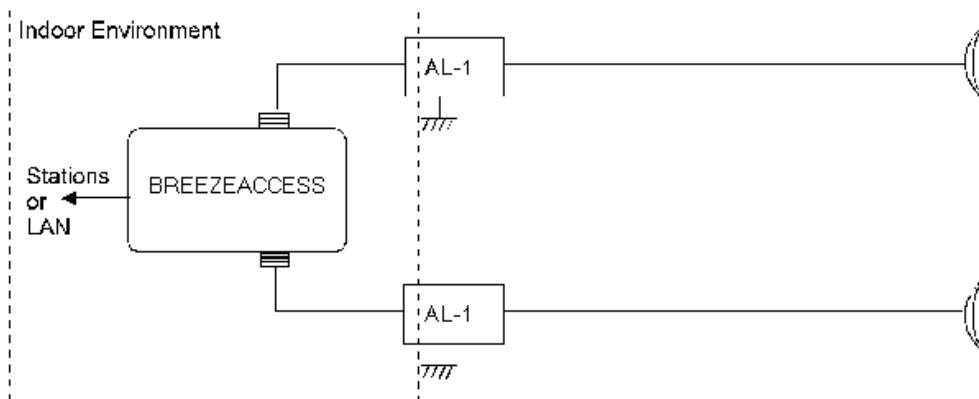 Indoor Environment
AL-1
Stations
or
LAN
BREEZEACCESS
AL-1